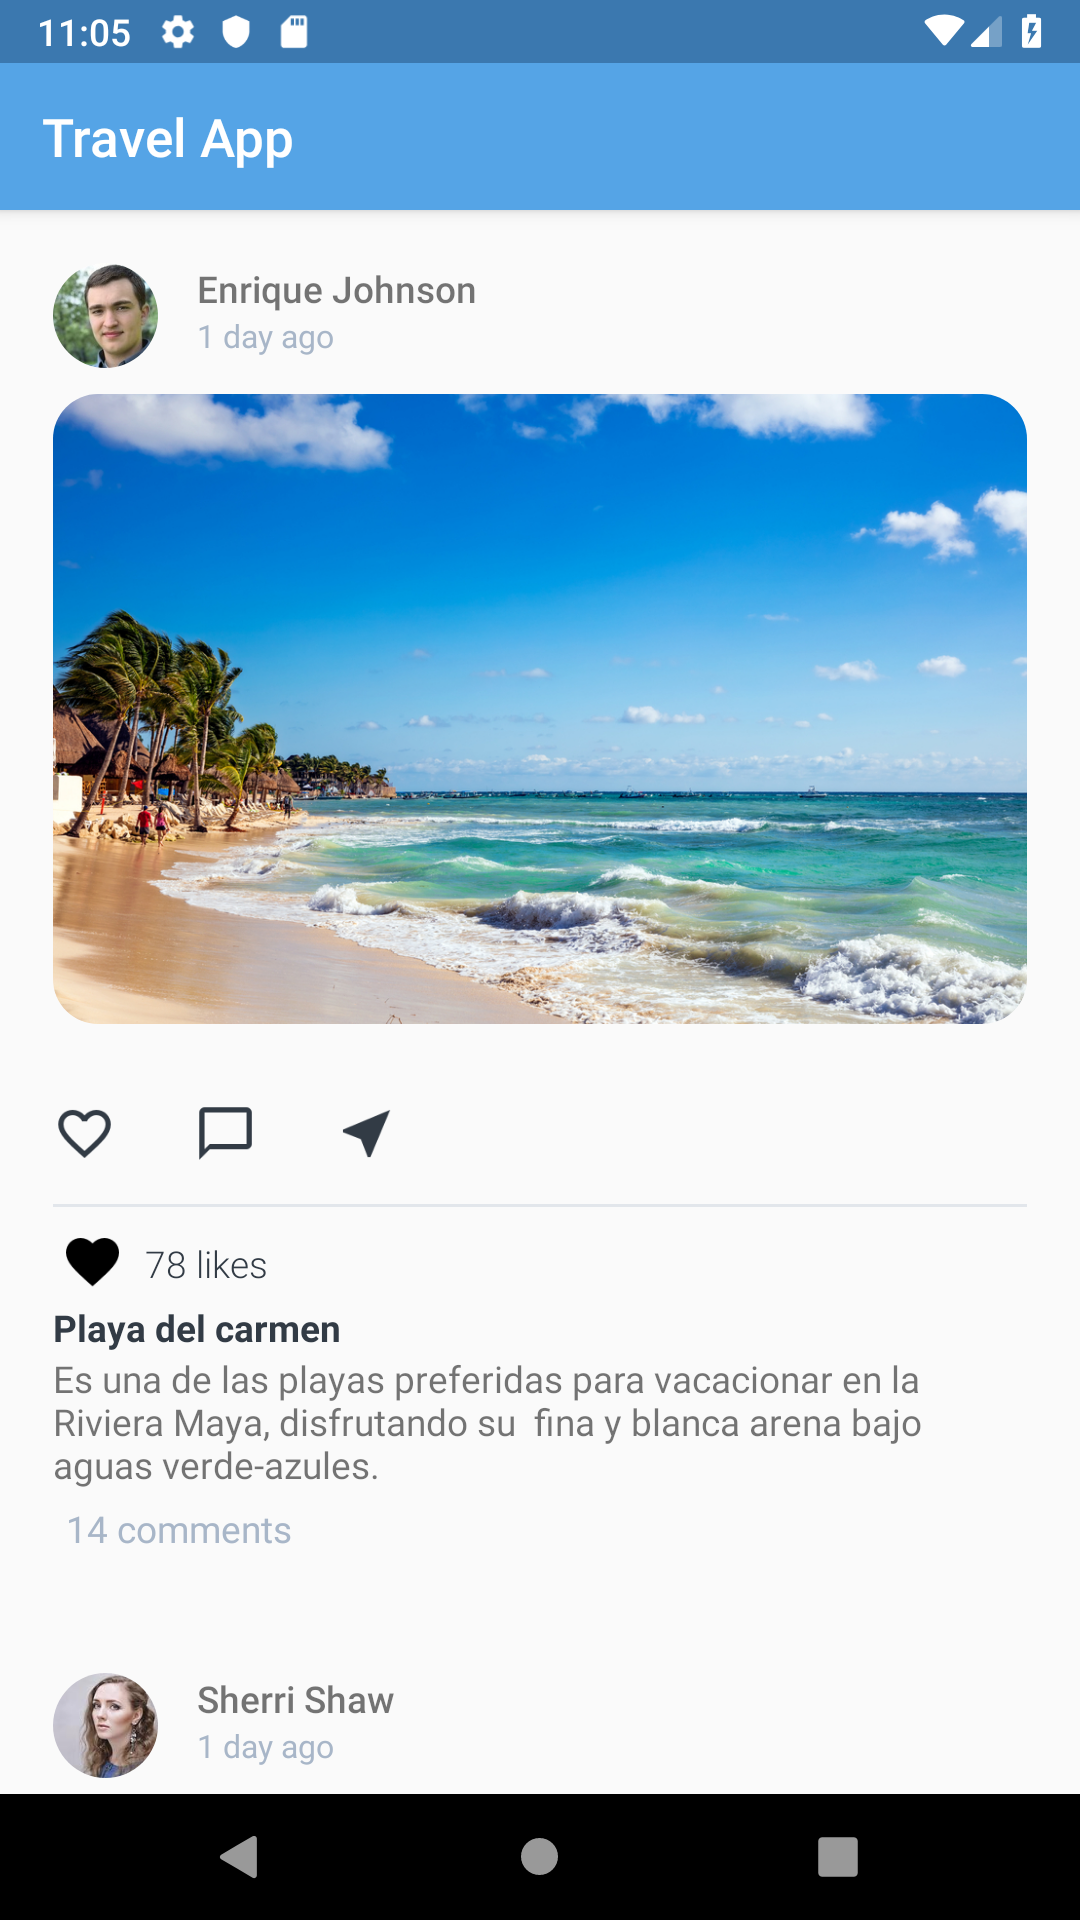 11:05
Travel App
Enrique Johnson
1 day ago
78 likes
Playa del carmen
Es una de las playas preferidas para vacacionar en la
Riviera Maya, disfrutando su  fina y blanca arena bajo
aguas verde-azules.
14 comments
Sherri Shaw
1 day ago